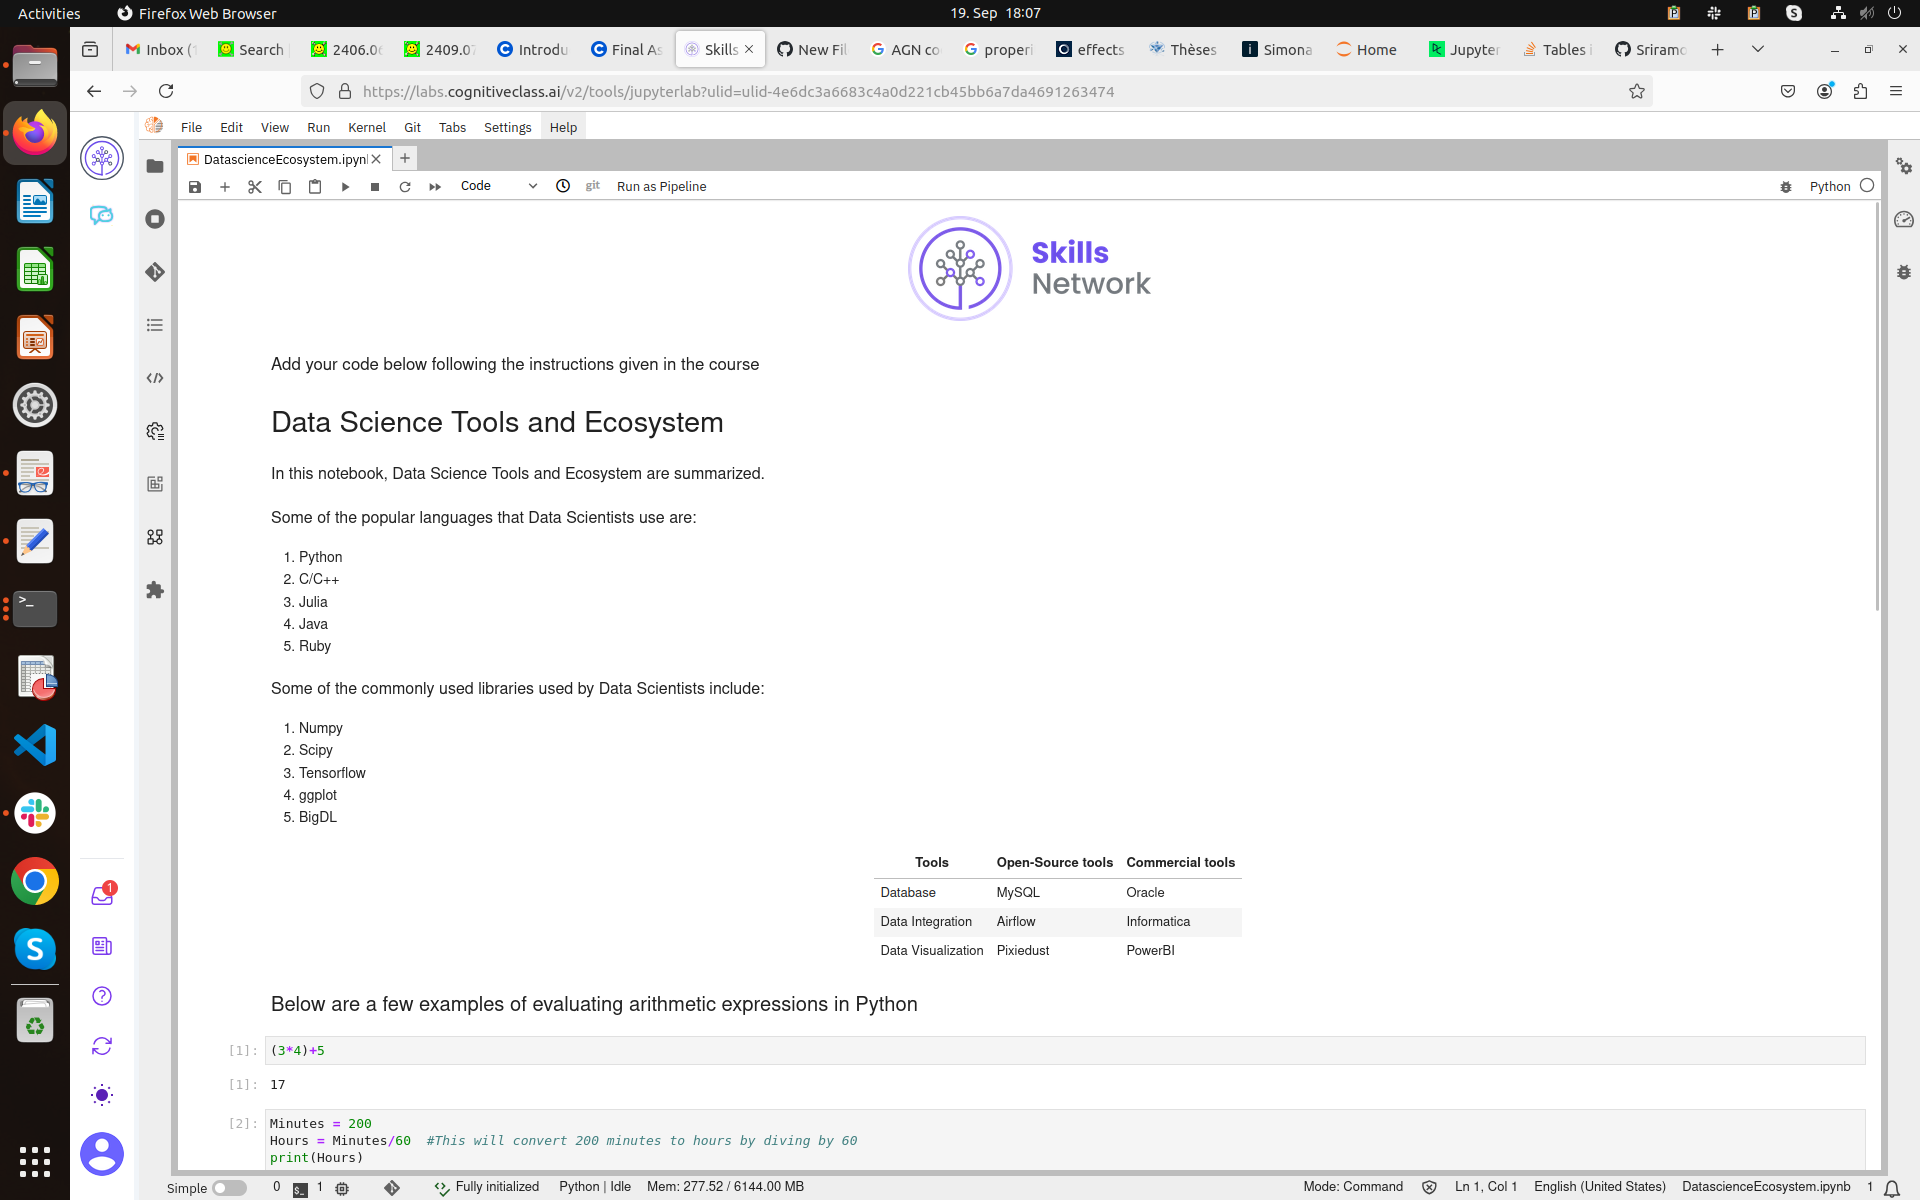 Activities Firefox Web Browser 19. Sep 18:07
Inbox (1 Search 2406.06 2409.07 Introdu Final As Skills New Fil AGN co properi effects Thèses Simona Home Jupyter Tables i Sriramo
https://labs.cognitiveclass.ai/v2/tools/jupyterlab?ulid=ulid-4e6dc3a6683c4a0d221cb45bb6a7da4691263474
File Edit View Run Kernel Git Tabs Settings Help
DatascienceEcosystem.ipynl
Code git Run as Pipeline Python
Skills
Network
Add your code below following the instructions given in the course
Data Science Tools and Ecosystem
In this notebook, Data Science Tools and Ecosystem are summarized.
Some of the popular languages that Data Scientists use are:
1. Python
2. C/C++
3. Julia
4. Java
5. Ruby
Some of the commonly used libraries used by Data Scientists include:
1. Numpy
2. Scipy
3. Tensorflow
4. ggplot
5. BigDL
Tools Open-Source tools Commercial tools
Database MySQL Oracle
Data Integration Airflow Informatica
Data Visualization Pixiedust PowerBI
Below are a few examples of evaluating arithmetic expressions in Python
[1]: (3*4)+5
[1]: 17
[2]: Minutes = 200
Hours = Minutes/60 #This will convert 200 minutes to hours by diving by 60
print(Hours)
1
Simple 0 1 Fully initialized Python | Idle Mem: 277.52 / 6144.00 MB Mode: Command Ln 1, Col 1 English (United States) DatascienceEcosystem.ipynb 1